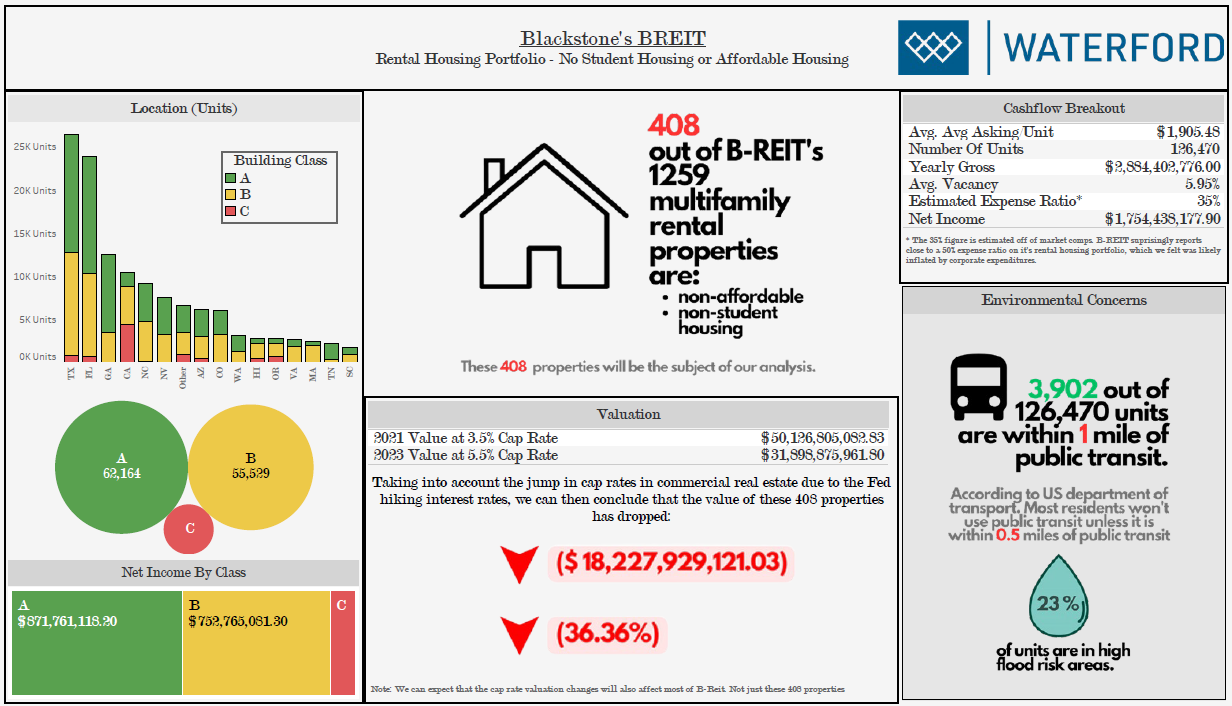 Blackstone's BREIT
Rental Housing Portfolio - No Student Housing or Affordable Housing
WATERFORD
Location (Units)
25K Units
20K Units
15K Units
10K Units
5K Units
0K Units
Building Class
A
B
C
TX
FL
GA
CA
NC
NV
Other
AZ
CO
WA
HI
OR
VA
MA
TN
SC
A
62,164
B
55,529
C
Net Income By Class
A
$871,761,118.20
B
$752,765,081.30
C
408
out of B-REIT's
1259
multifamily
rental
properties
are:
• non-affordable
• non-student
housing
These 408 properties will be the subject of our analysis.
Valuation
2021 Value at 3.5% Cap Rate $50,126,805,082.83
2023 Value at 5.5% Cap Rate $31,898,875,961.80
Taking into account the jump in cap rates in commercial real estate due to the Fed
hiking interest rates, we can then conclude that the value of these 408 properties
has dropped:
($ 18,227,929,121.03)
(36.36%)
Note: We can expect that the cap rate valuation changes will also affect most of B-Reit. Not just these 408 properties
Cashflow Breakout
Avg. Avg Asking/Unit $1,905.48
Number Of Units 126,470
Yearly Gross $2,884,402,776.00
Avg. Vacancy 5.95%
Estimated Expense Ratio* 35%
Net Income $1,754,438,177.90
* The 35% figure is estimated off of market comps. B-REIT suprisingly reports
close to a 50% expense ratio on it's rental housing portfolio, which we felt was likely
inflated by corporate expenditures.
Environmental Concerns
3,902 out of
126,470 units
are within 1 mile of
public transit.
According to US department of
transport. Most residents won't
use public transit unless it is
within 0.5 miles of public transit
23 %
of units are in high
flood risk areas.